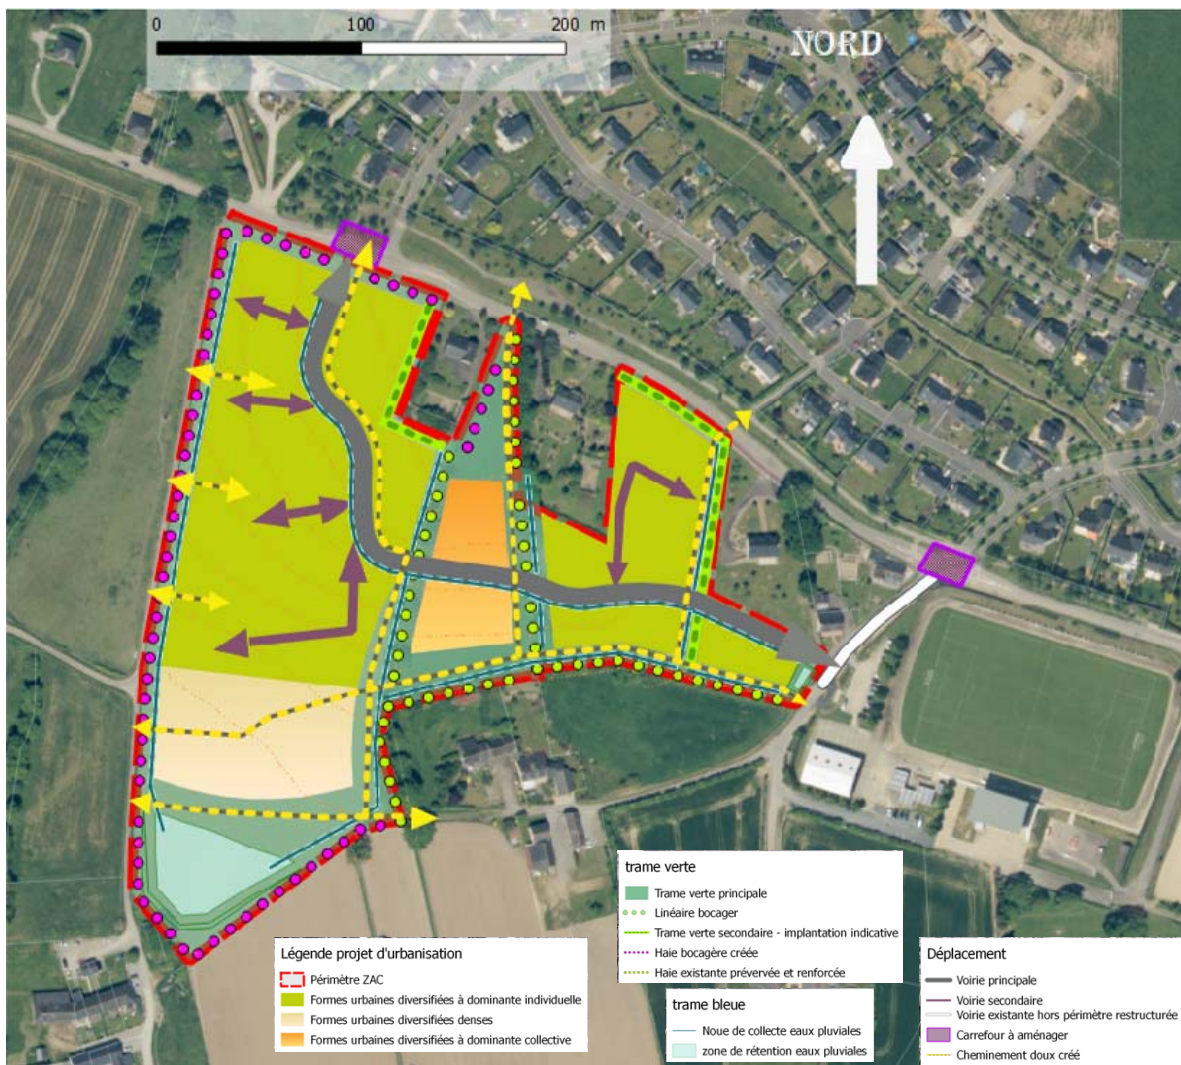 0 100 200 m
NORD
trame verte
Trame verte principale
Linéaire bocager
Trame verte secondaire - implantation indicative
Haie bocagère créée
Haie existante prévervée et renforcée
Légende projet d'urbanisation
Périmètre ZAC
Formes urbaines diversifiées à dominante individuelle
Formes urbaines diversifiées denses
Formes urbaines diversifiées à dominante collective
trame bleue
Noue de collecte eaux pluviales
zone de rétention eaux pluviales
Déplacement
Voirie principale
Voirie secondaire
Voirie existante hors périmètre restructurée
Carrefour à aménager
Cheminement doux créé